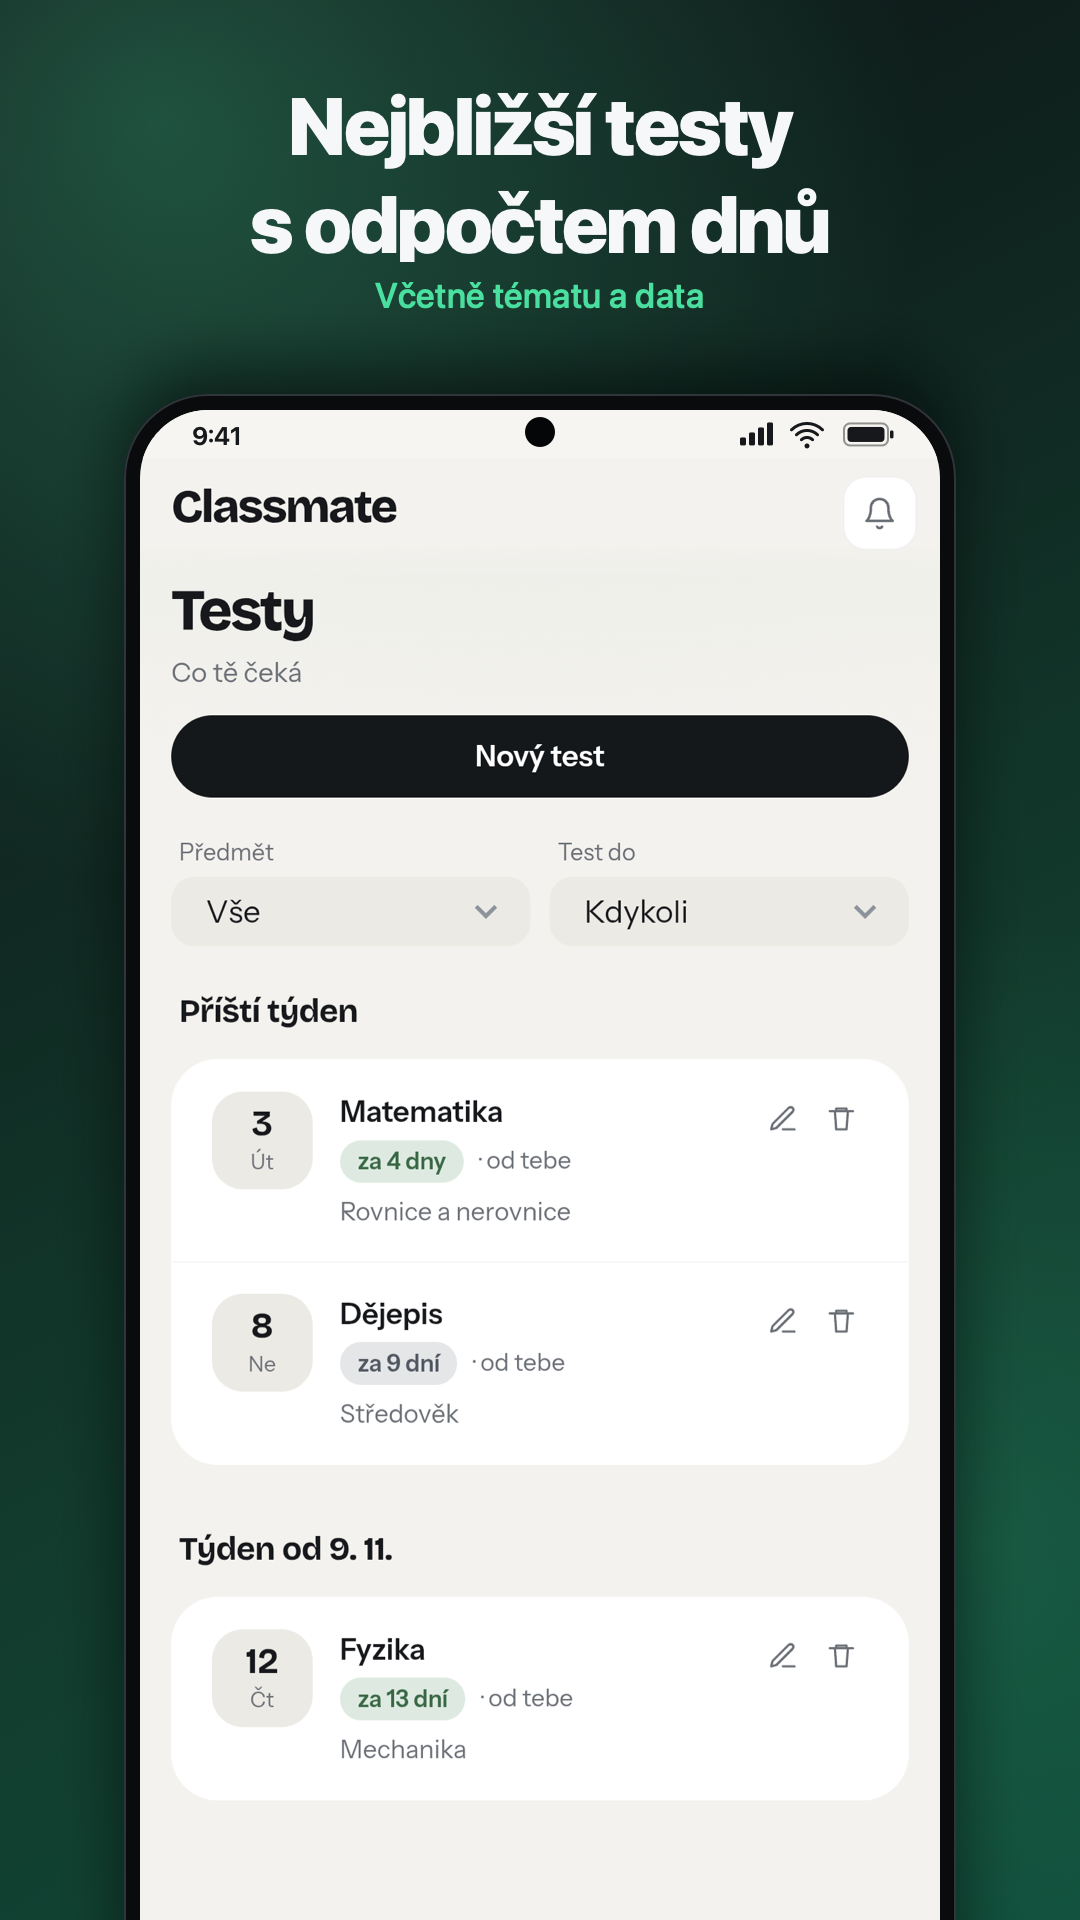 Nejbližší testy
s odpočtem dnů
Včetně tématu a data
9:41
Classmate
Testy
Co tě čeká
Nový test
Předmět
Test do
Vše
Kdykoli
Příští týden
3
Út
Matematika
za 4 dny · od tebe
Rovnice a nerovnice
8
Ne
Dějepis
za 9 dní · od tebe
Středověk
Týden od 9. 11.
12
Čt
Fyzika
za 13 dní · od tebe
Mechanika